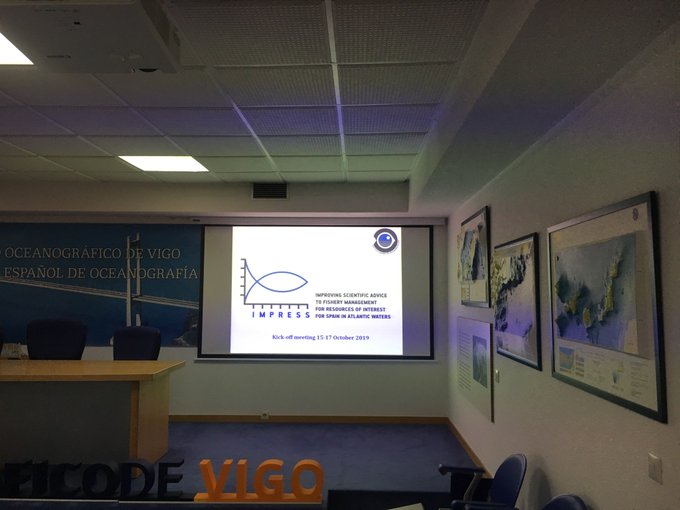 OCEANOGRÁFICO DE VIGO
ESPAÑOL DE OCEANOGRAFÍA
IMPRESS
IMPROVING SCIENTIFIC ADVICE
TO FISHERY MANAGEMENT
FOR RESOURCES OF INTEREST
FOR SPAIN IN ATLANTIC WATERS
Kick-off meeting 15-17 October 2019
FICO DE VIGO